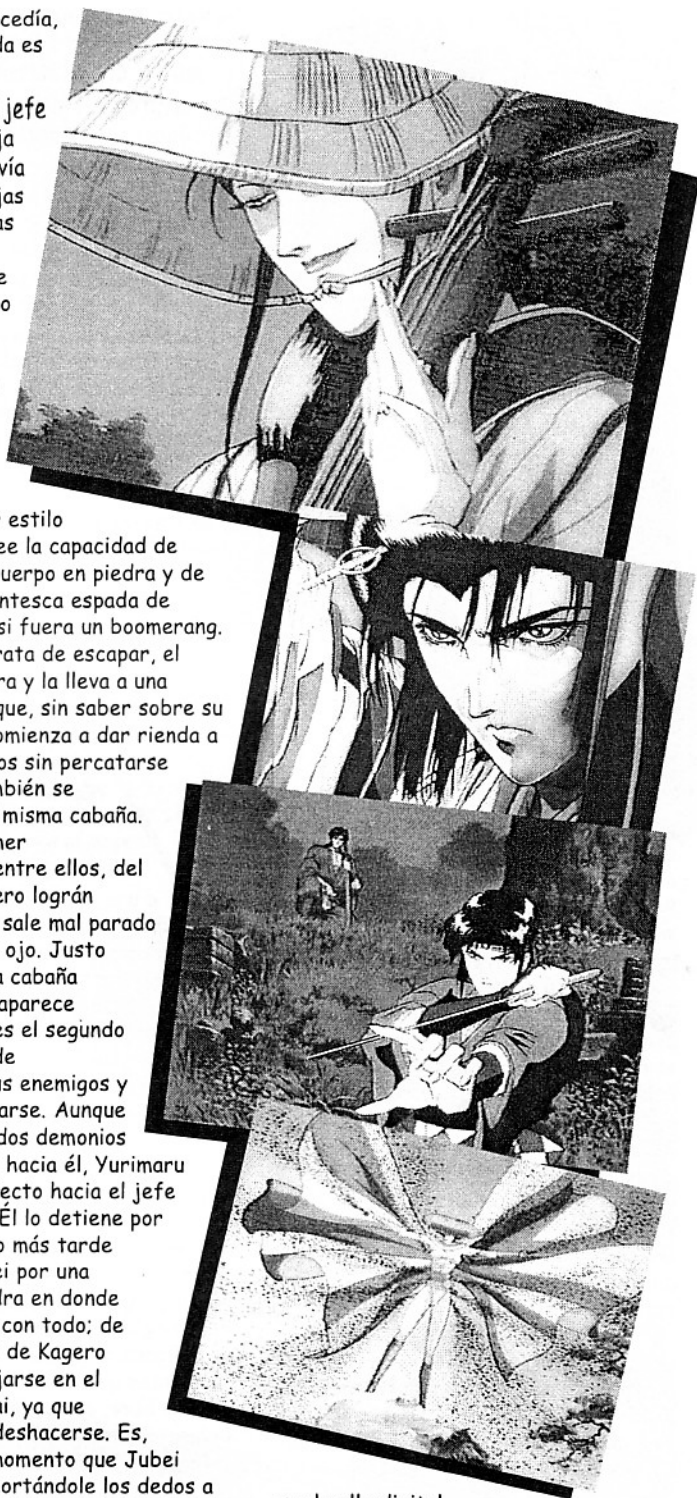 cedía,
da es
jefe
ja
vía
jas
as
e
o
estilo
ee la capacidad de
uerpo en piedra y de
ntesca espada de
si fuera un boomerang.
rata de escapar, el
ra y la lleva a una
que, sin saber sobre su
omienza a dar rienda a
os sin percatarse
nbién se
misma cabaña.
ner
entre ellos, del
ero lográn
sale mal parado
ojo. Justo
a cabaña
aparece
es el segundo
de
us enemigos y
arse. Aunque
dos demonios
hacia él, Yurimaru
ecto hacia el jefe
Él lo detiene por
o más tarde
ei por una
dra en donde
con todo; de
de Kagero
jarse en el
ai, ya que
deshacerse. Es,
nomento que Jubei
ortándole los dedos a